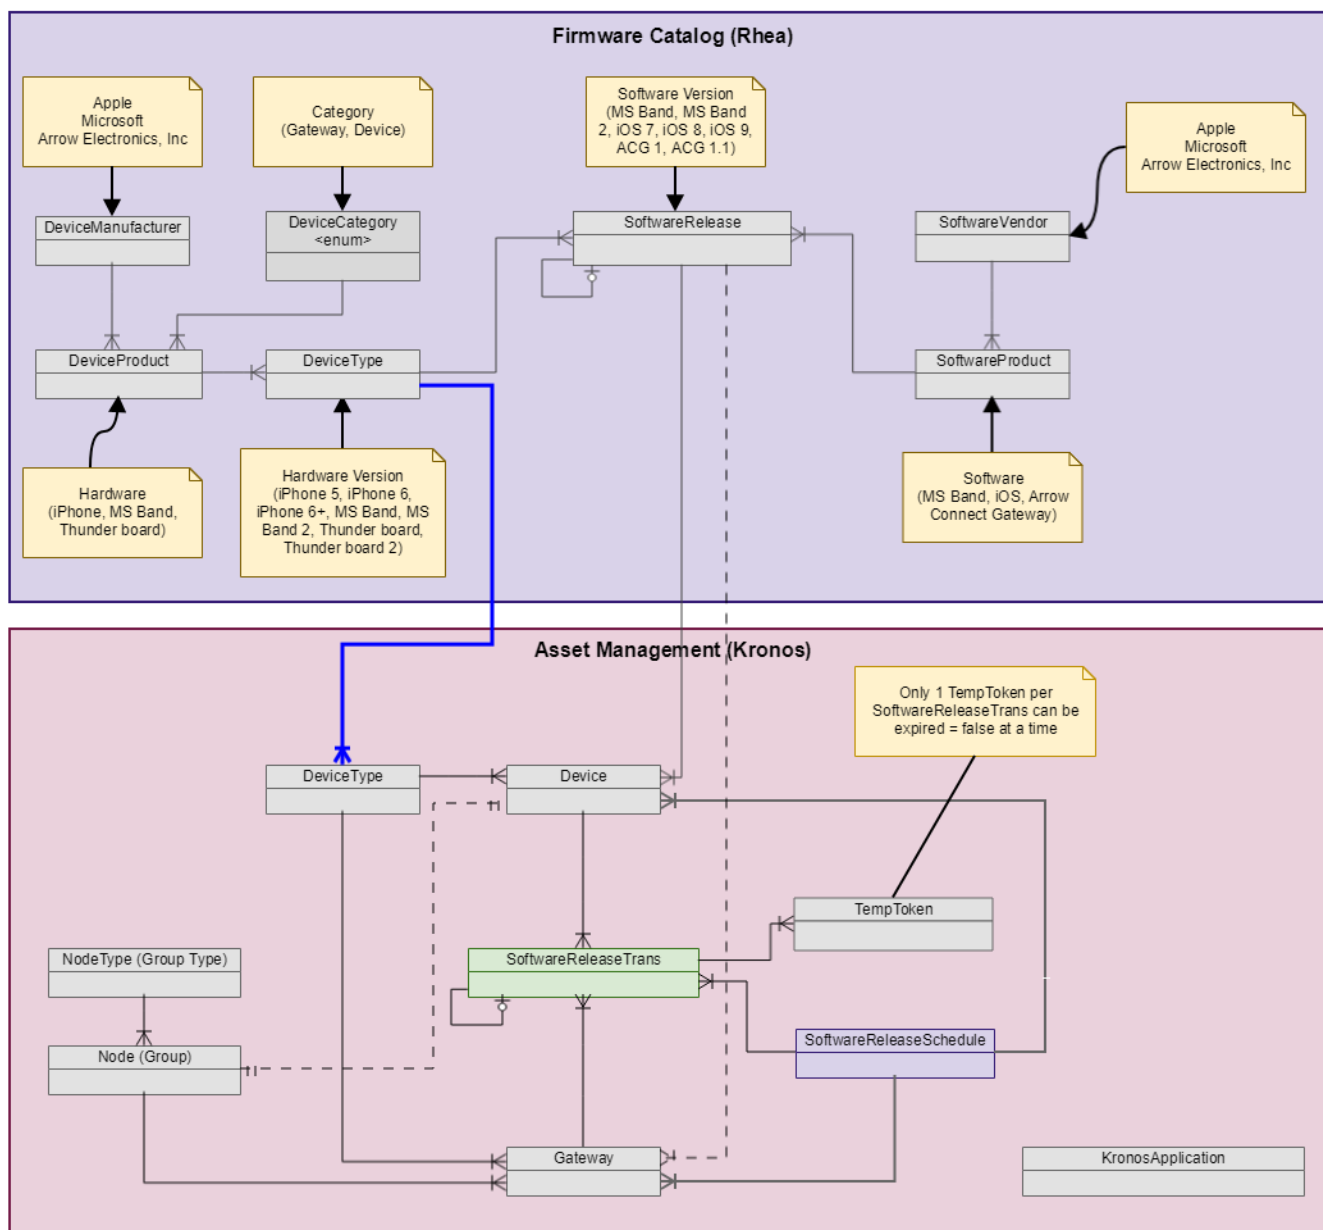 Firmware Catalog (Rhea)
Apple
Microsoft
Arrow Electronics, Inc
Category
(Gateway, Device)
Software Version
(MS Band, MS Band
2, iOS 7, iOS 8, iOS 9,
ACG 1, ACG 1.1)
Apple
Microsoft
Arrow Electronics, Inc
DeviceManufacturer
DeviceCategory
<enum>
SoftwareRelease
SoftwareVendor
DeviceProduct
DeviceType
SoftwareProduct
Hardware
(iPhone, MS Band,
Thunder board)
Hardware Version
(iPhone 5, iPhone 6,
iPhone 6+, MS Band, MS
Band 2, Thunder board,
Thunder board 2)
Software
(MS Band, iOS, Arrow
Connect Gateway)
Asset Management (Kronos)
Only 1 TempToken per
SoftwareReleaseTrans can be
expired = false at a time
DeviceType
Device
TempToken
NodeType (Group Type)
SoftwareReleaseTrans
Node (Group)
SoftwareReleaseSchedule
Gateway
KronosApplication